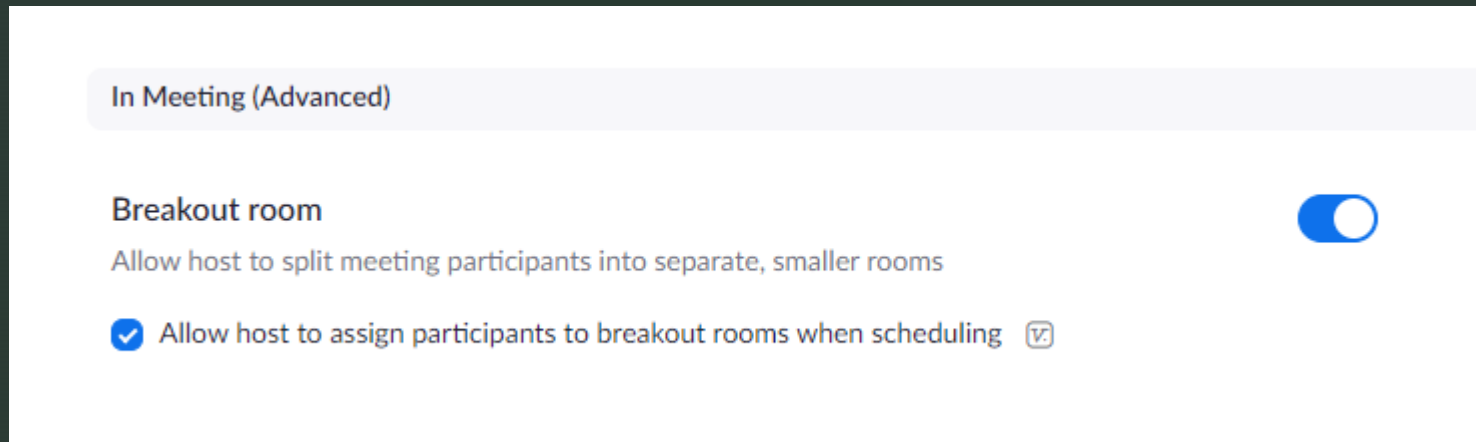 In Meeting (Advanced)
Breakout room
Allow host to split meeting participants into separate, smaller rooms
Allow host to assign participants to breakout rooms when scheduling